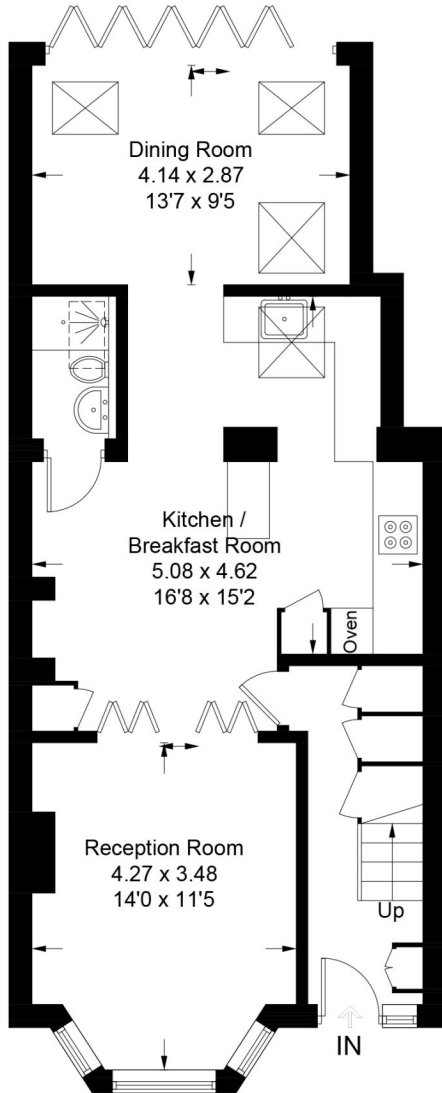 Dining Room
4.14 x 2.87
13'7 x 9'5
Kitchen /
Breakfast Room
5.08 x 4.62
16'8 x 15'2
Oven
Reception Room
4.27 x 3.48
14'0 x 11'5
Up
IN